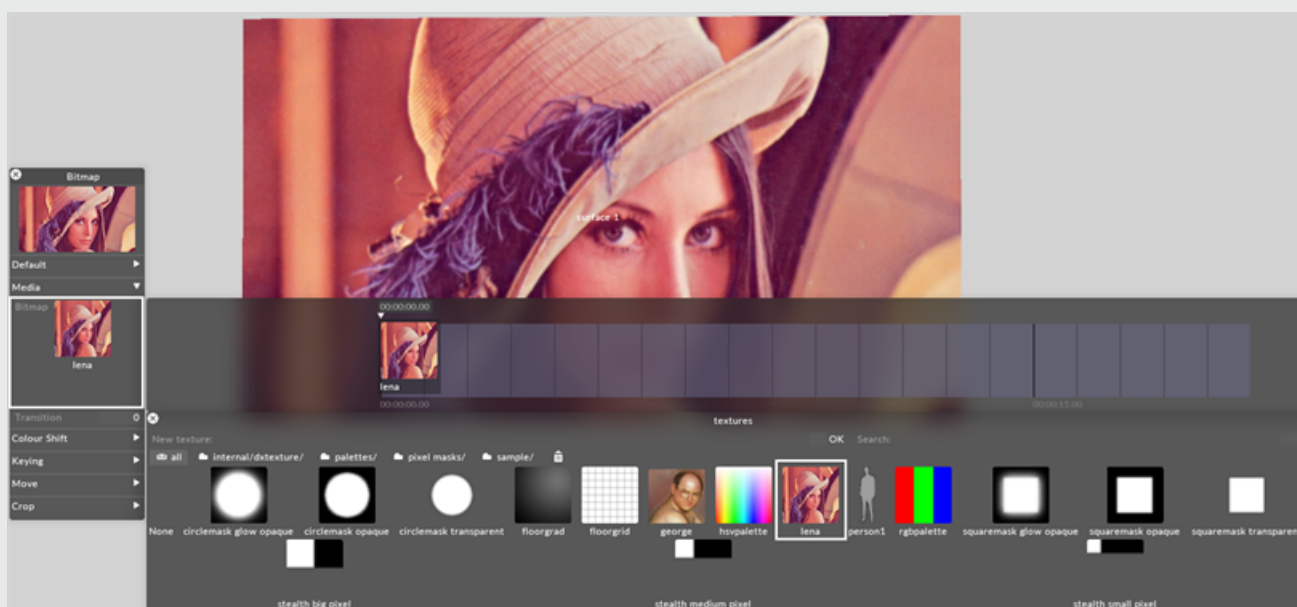 surface 1
Bitmap
Default
Media
Bitmap
lena
Transition 0
Colour Shift
Keying
Move
Crop
00:00:00.00
lena
00:00:00.00 00:00:15.00
textures
New texture: OK Search:
all internal/dxtexture/ palettes/ pixel masks/ sample/
None circlemask glow opaque circlemask opaque circlemask transparent floorgrad floorgrid george hsvpalette lena person1 rgbpalette squaremask glow opaque squaremask opaque squaremask transparen
stealth big pixel stealth medium pixel stealth small pixel